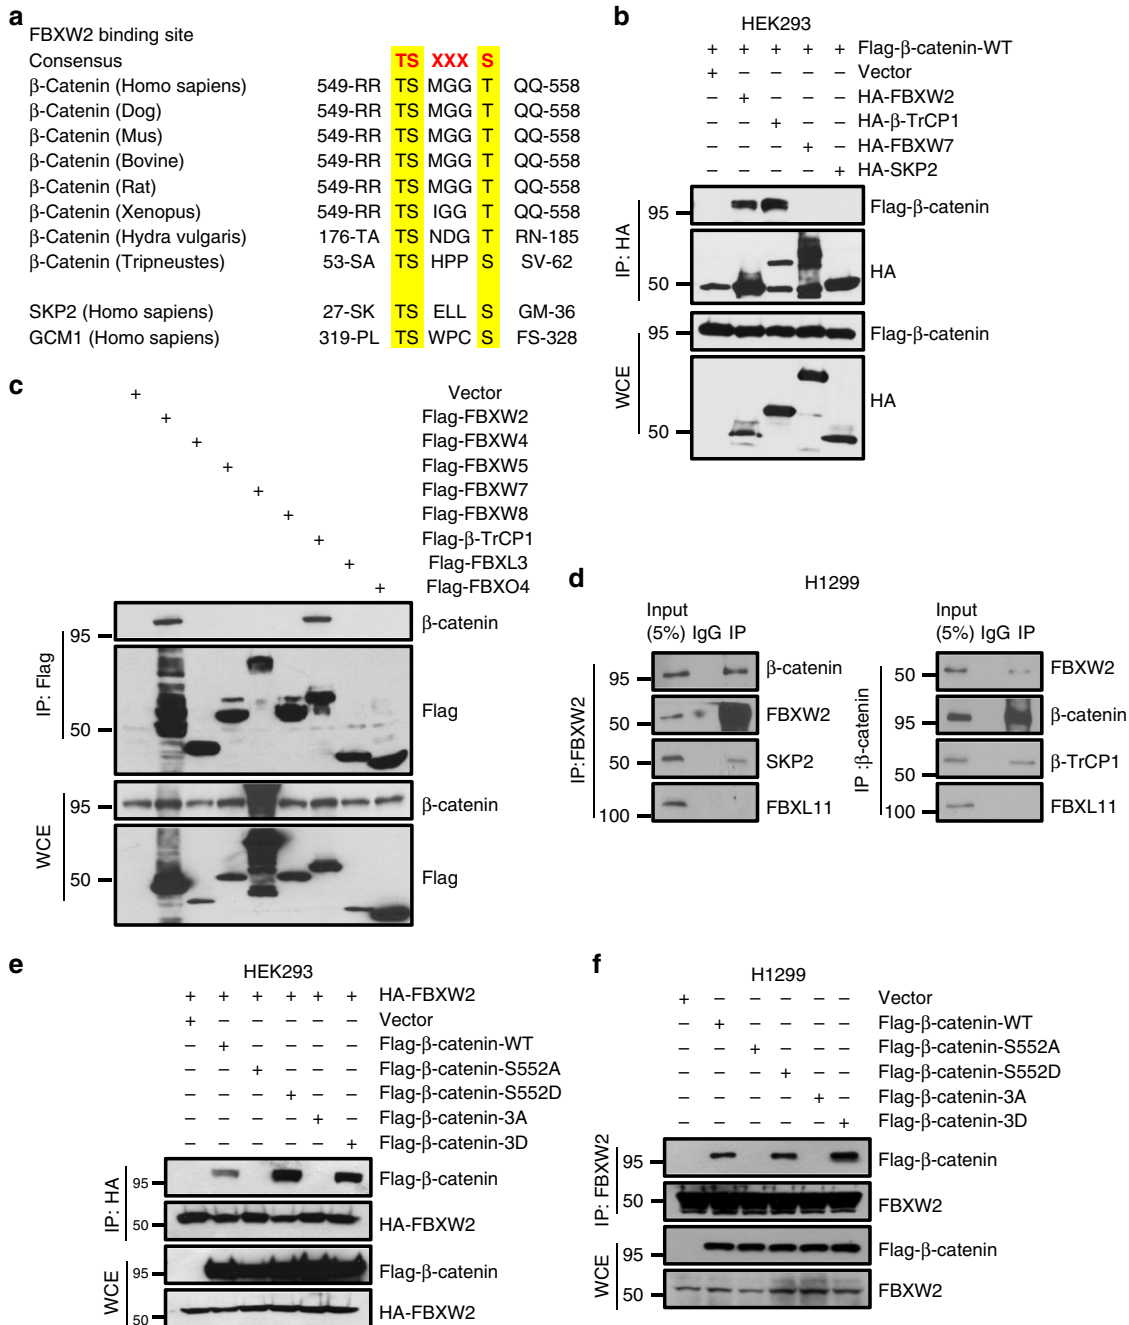 a
FBXW2 binding site
Consensus TS XXX S
β-Catenin (Homo sapiens) 549-RR TS MGG T QQ-558
β-Catenin (Dog) 549-RR TS MGG T QQ-558
β-Catenin (Mus) 549-RR TS MGG T QQ-558
β-Catenin (Bovine) 549-RR TS MGG T QQ-558
β-Catenin (Rat) 549-RR TS MGG T QQ-558
β-Catenin (Xenopus) 549-RR TS IGG T QQ-558
β-Catenin (Hydra vulgaris) 176-TA TS NDG T RN-185
β-Catenin (Tripneustes) 53-SA TS HPP S SV-62
SKP2 (Homo sapiens) 27-SK TS ELL S GM-36
GCM1 (Homo sapiens) 319-PL TS WPC S FS-328
b
HEK293
+ + + + + Flag-β-catenin-WT
+ – – – – Vector
– + – – – HA-FBXW2
– – + – – HA-β-TrCP1
– – – + – HA-FBXW7
– – – – + HA-SKP2
IP: HA
95 Flag-β-catenin
50 HA
WCE
95 Flag-β-catenin
50 HA
c
+ Vector
+ Flag-FBXW2
+ Flag-FBXW4
+ Flag-FBXW5
+ Flag-FBXW7
+ Flag-FBXW8
+ Flag-β-TrCP1
+ Flag-FBXL3
+ Flag-FBXO4
IP: Flag
95 β-catenin
50 Flag
WCE
95 β-catenin
50 Flag
d
H1299
Input
(5%) IgG IP
IP:FBXW2
95 β-catenin
50 FBXW2
50 SKP2
100 FBXL11
Input
(5%) IgG IP
IP :β-catenin
50 FBXW2
95 β-catenin
50 β-TrCP1
100 FBXL11
e
HEK293
+ + + + + + HA-FBXW2
+ – – – – – Vector
– + – – – – Flag-β-catenin-WT
– – + – – – Flag-β-catenin-S552A
– – – + – – Flag-β-catenin-S552D
– – – – + – Flag-β-catenin-3A
– – – – – + Flag-β-catenin-3D
IP: HA
95 Flag-β-catenin
50 HA-FBXW2
WCE
95 Flag-β-catenin
50 HA-FBXW2
f
H1299
+ – – – – – Vector
– + – – – – Flag-β-catenin-WT
– – + – – – Flag-β-catenin-S552A
– – – + – – Flag-β-catenin-S552D
– – – – + – Flag-β-catenin-3A
– – – – – + Flag-β-catenin-3D
IP: FBXW2
95 Flag-β-catenin
50 FBXW2
WCE
95 Flag-β-catenin
50 FBXW2